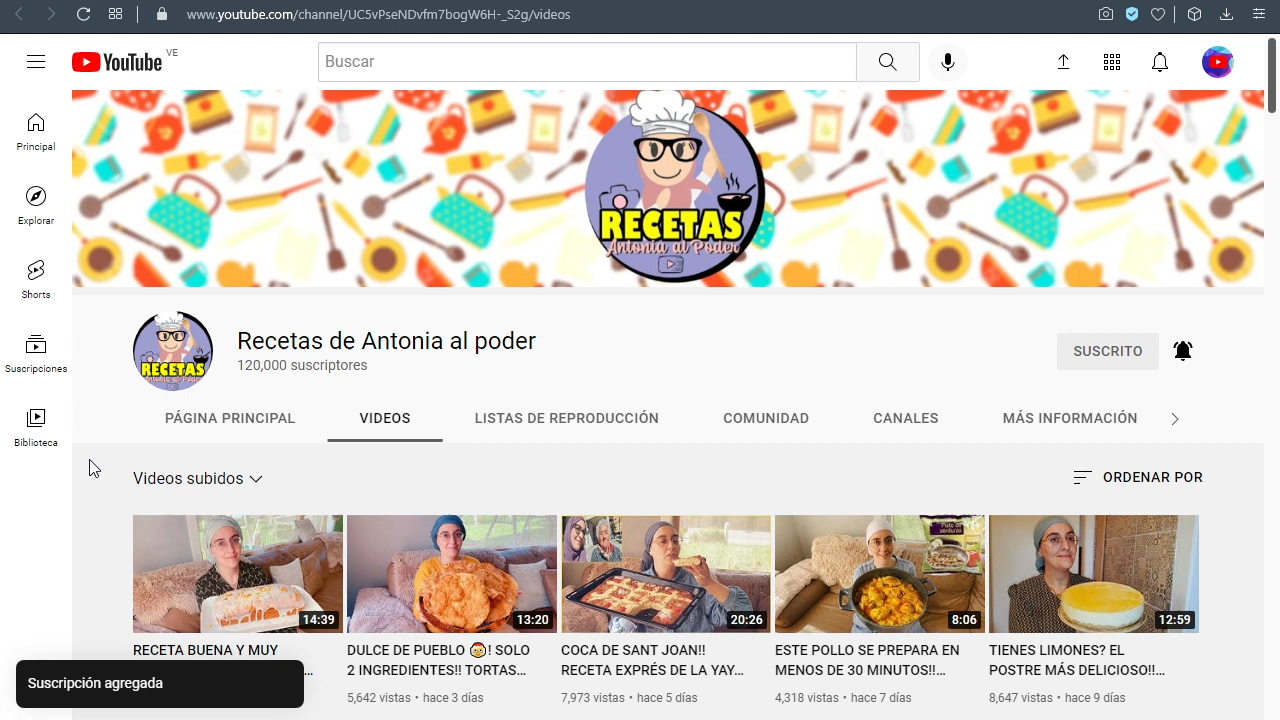 www.youtube.com/channel/UC5vPseNDvfm7bogW6H-_S2g/videos
YouTube VE
Buscar
Principal
Explorar
Shorts
Suscripciones
Biblioteca
RECETAS
Antonia al Poder
RECETAS
Antonia al Poder
Recetas de Antonia al poder
120,000 suscriptores
SUSCRITO
PÁGINA PRINCIPAL
VIDEOS
LISTAS DE REPRODUCCIÓN
COMUNIDAD
CANALES
MÁS INFORMACIÓN
Videos subidos
ORDENAR POR
14:39
13:20
20:26
8:06
12:59
RECETA BUENA Y MUY
...
DULCE DE PUEBLO 🤶! SOLO
2 INGREDIENTES!! TORTAS...
5,642 vistas • hace 3 días
COCA DE SANT JOAN!!
RECETA EXPRÉS DE LA YAY...
7,973 vistas • hace 5 días
ESTE POLLO SE PREPARA EN
MENOS DE 30 MINUTOS!!...
4,318 vistas • hace 7 días
TIENES LIMONES? EL
POSTRE MÁS DELICIOSO!!...
8,647 vistas • hace 9 días
Suscripción agregada